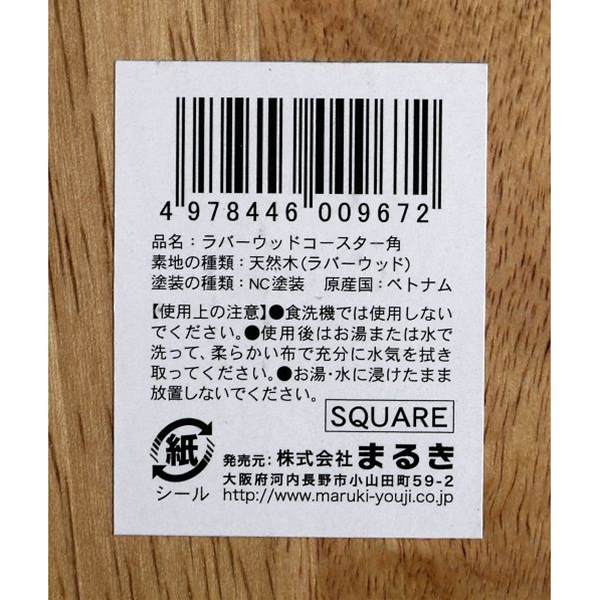 4 978446 009672
品名:ラバーウッドコースター角
素地の種類:天然木(ラバーウッド)
塗装の種類:NC塗装 原産国:ベトナム
【使用上の注意】●食洗機では使用しない
でください。●使用後はお湯または水で
洗って、柔らかい布で充分に水気を拭き
取ってください。●お湯・水に浸けたまま
放置しないでください。
SQUARE
紙
シール
発売元:株式会社 まるき
大阪府河内長野市小山田町59-2
http://www.maruki-youji.co.jp